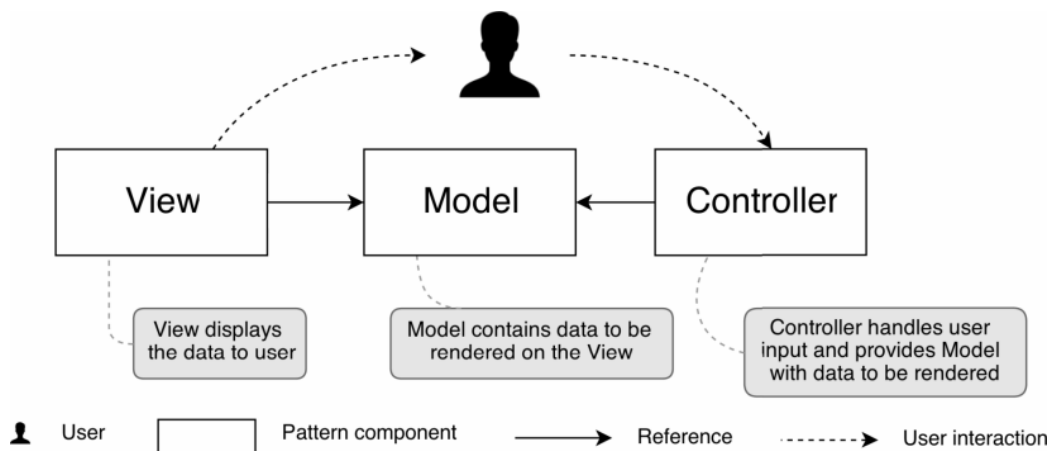 View
Model
Controller
View displays
the data to user
Model contains data to be
rendered on the View
Controller handles user
input and provides Model
with data to be rendered
User
Pattern component
Reference
User interaction